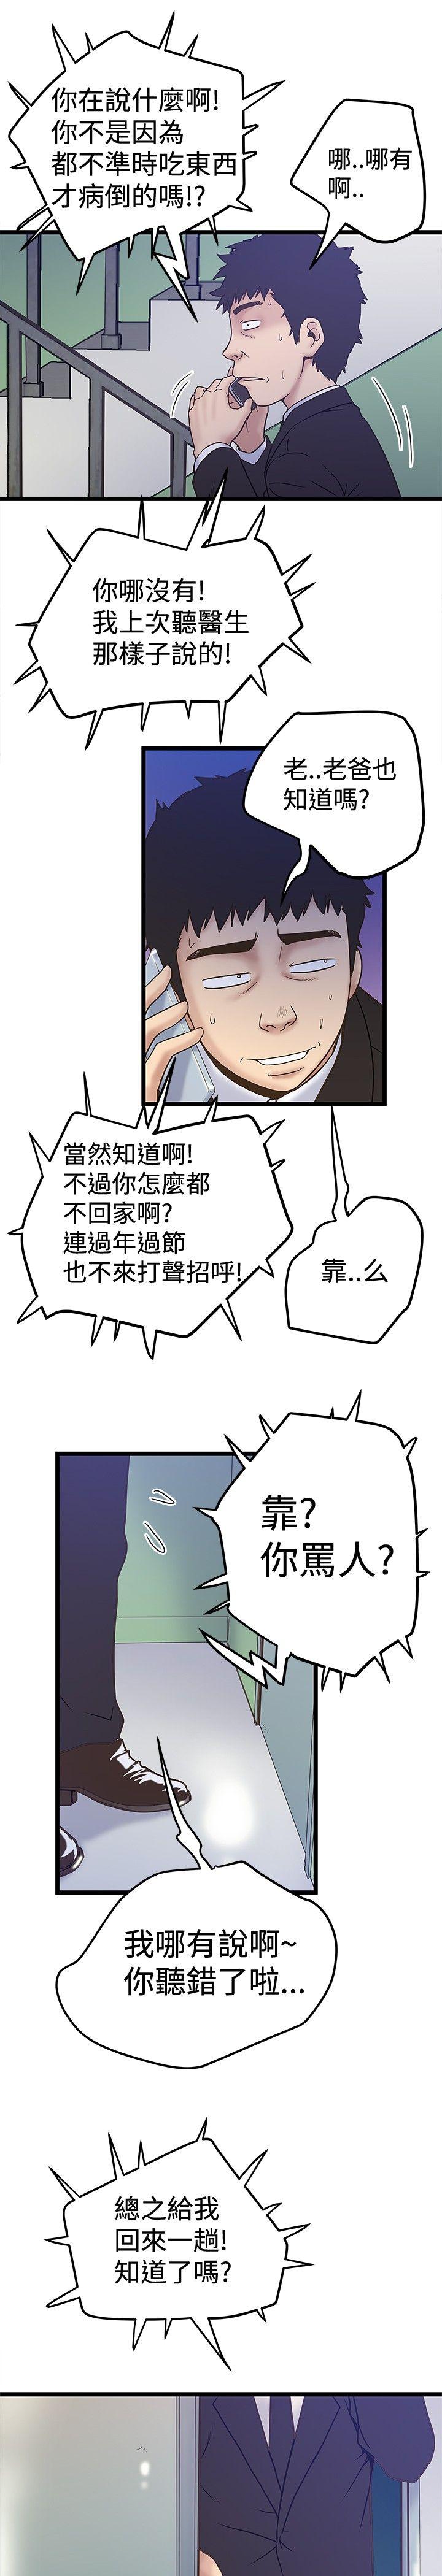 你在說什麼啊!
你不是因為
都不準時吃東西
才病倒的嗎!?
哪..哪有
啊..
你哪沒有!
我上次聽醫生
那樣子說的!
老..老爸也
知道嗎?
當然知道啊!
不過你怎麼都
不回家啊?
連過年過節
也不來打聲招呼!
靠..么
靠?
你罵人?
我哪有說啊~
你聽錯了啦...
總之給我
回來一趟!
知道了嗎?